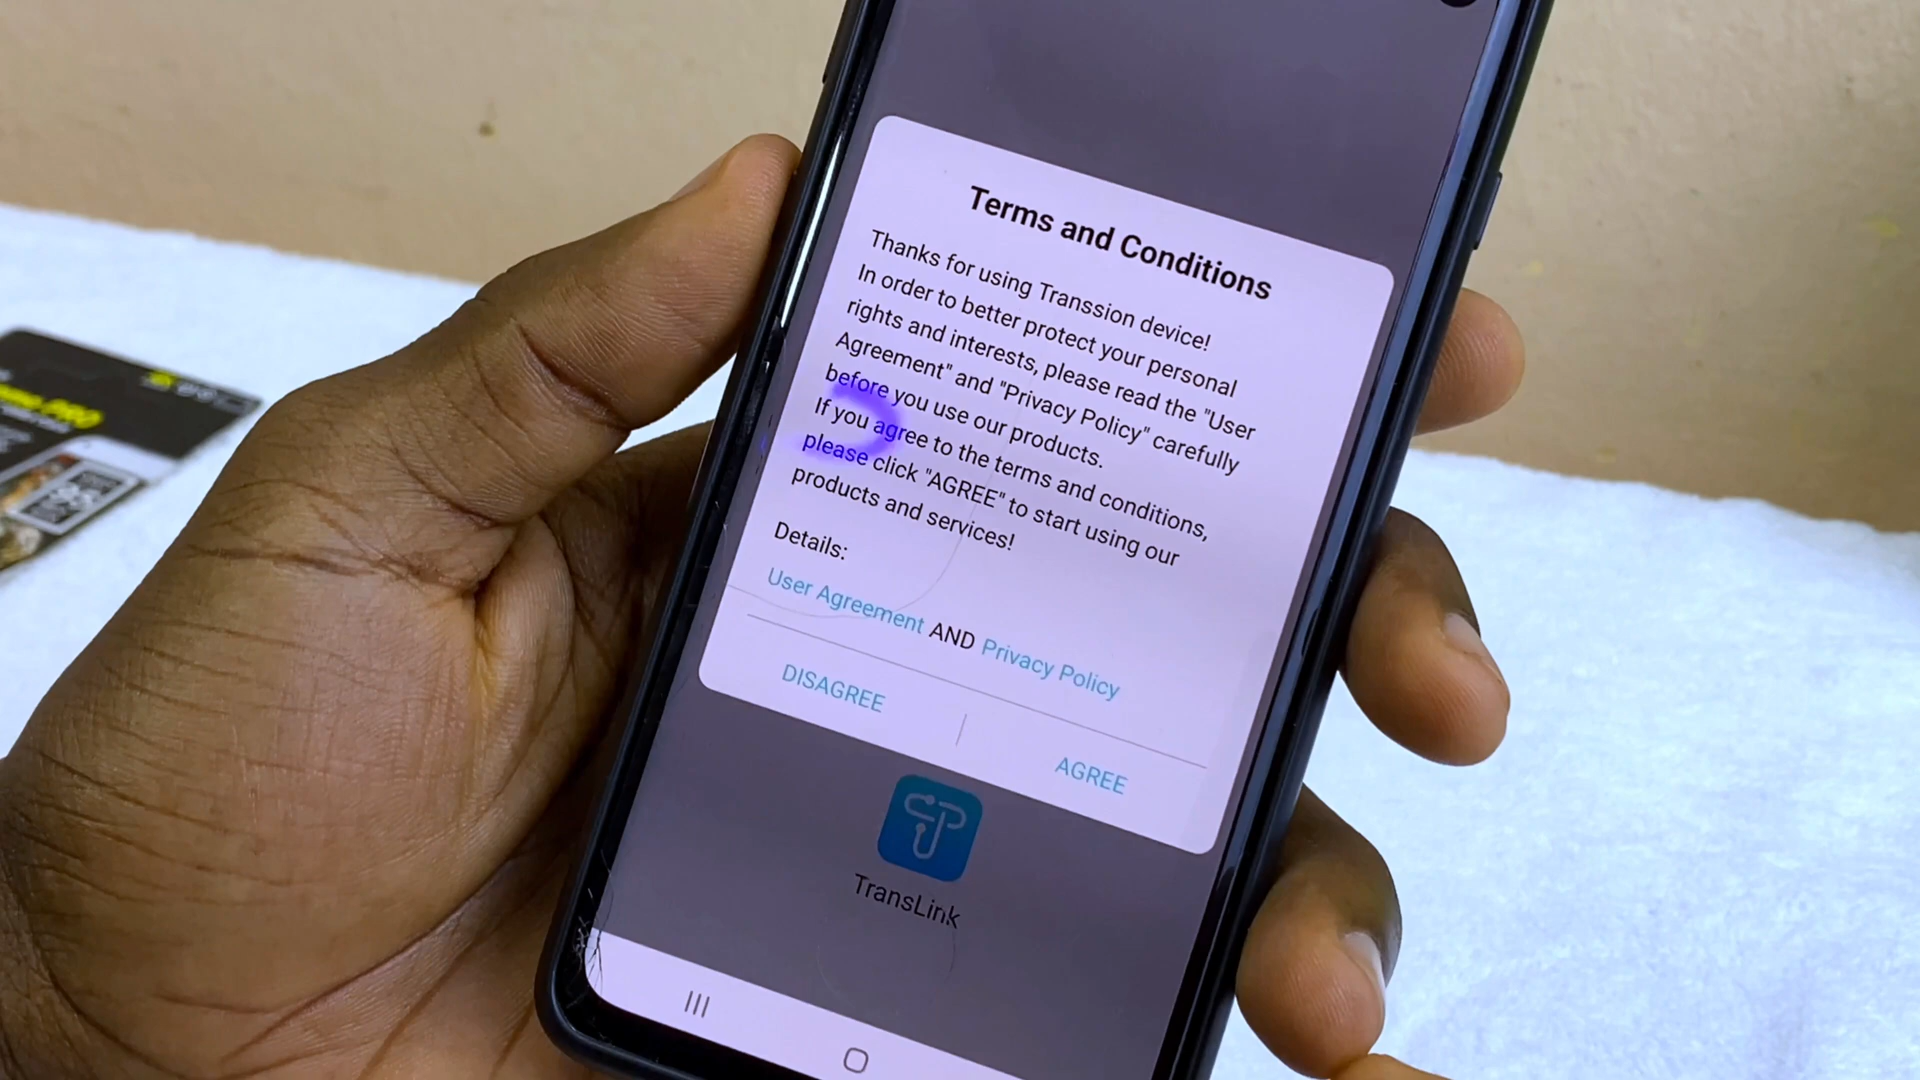 Terms and Conditions
Thanks for using Transsion device!
In order to better protect your personal
rights and interests, please read the "User
Agreement" and "Privacy Policy" carefully
before you use our products.
If you agree to the terms and conditions,
please click "AGREE" to start using our
products and services!
Details:
User Agreement AND Privacy Policy
DISAGREE
AGREE
TransLink
PRO